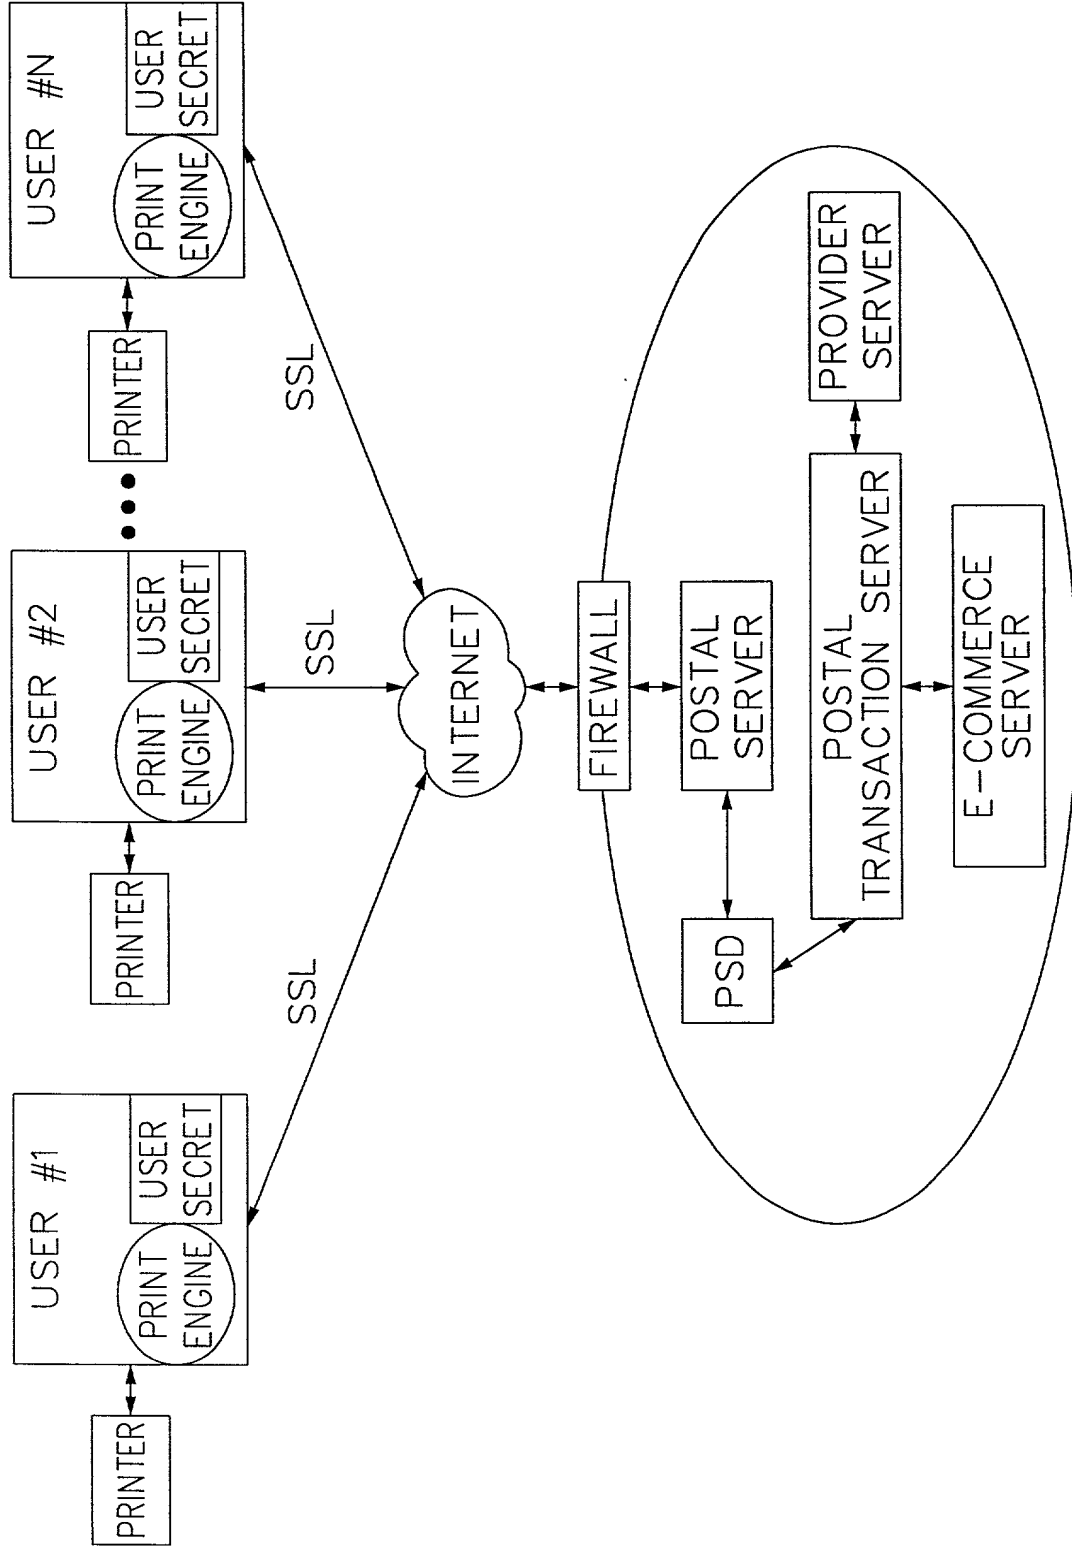 USER #1
PRINT
ENGINE
USER
SECRET
PRINTER
USER #2
PRINT
ENGINE
USER
SECRET
PRINTER
USER #N
PRINT
ENGINE
USER
SECRET
PRINTER
SSL
SSL
SSL
INTERNET
FIREWALL
POSTAL
SERVER
PSD
POSTAL
TRANSACTION SERVER
PROVIDER
SERVER
E-COMMERCE
SERVER